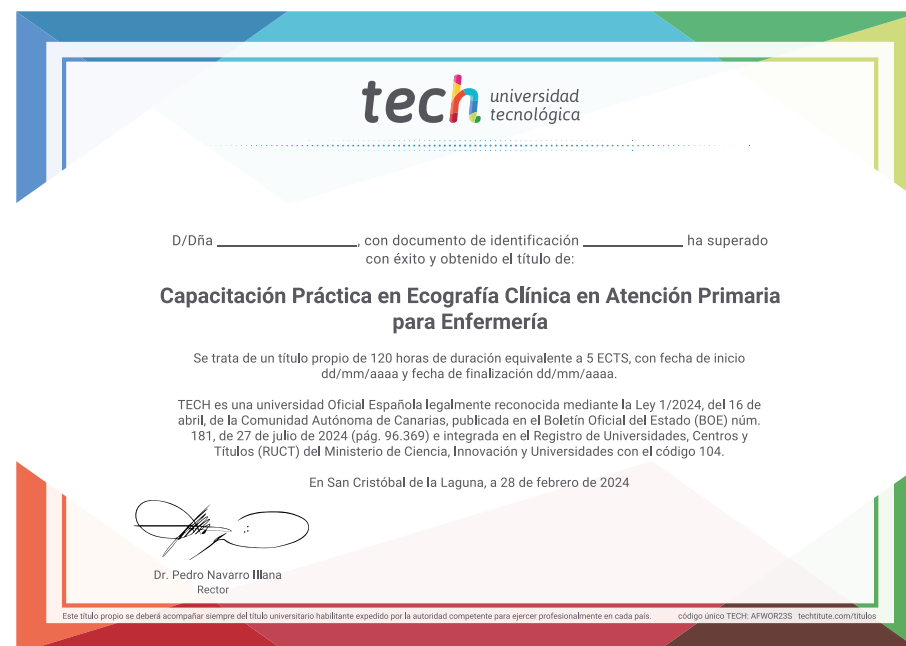 tech universidad
tecnológica
D/Dña ____________________, con documento de identificación ______________ ha superado
con éxito y obtenido el título de:
Capacitación Práctica en Ecografía Clínica en Atención Primaria
para Enfermería
Se trata de un título propio de 120 horas de duración equivalente a 5 ECTS, con fecha de inicio
dd/mm/aaaa y fecha de finalización dd/mm/aaaa.
TECH es una universidad Oficial Española legalmente reconocida mediante la Ley 1/2024, del 16 de
abril, de la Comunidad Autónoma de Canarias, publicada en el Boletín Oficial del Estado (BOE) núm.
181, de 27 de julio de 2024 (pág. 96.369) e integrada en el Registro de Universidades, Centros y
Títulos (RUCT) del Ministerio de Ciencia, Innovación y Universidades con el código 104.
En San Cristóbal de la Laguna, a 28 de febrero de 2024
Dr. Pedro Navarro Illana
Rector
Este título propio se deberá acompañar siempre del título universitario habilitante expedido por la autoridad competente para ejercer profesionalmente en cada país. código único TECH: AFWOR23S techtitute.com/titulos